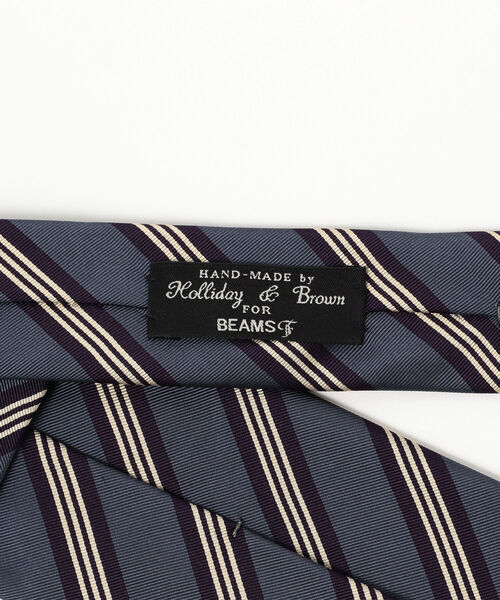 HAND-MADE by
Holliday & Brown
FOR
BEAMS F